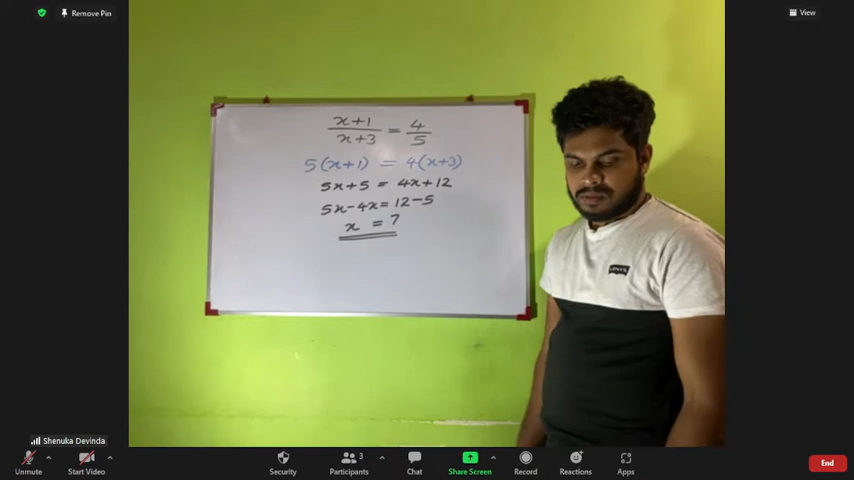 Remove Pin
View
x+1/x+3 = 4/5
5(x+1) = 4(x+3)
5x+5 = 4x+12
5x-4x = 12-5
x = 7
LEVI'S
Shenuka Devinda
3
Unmute Start Video Security Participants Chat Share Screen Record Reactions Apps End